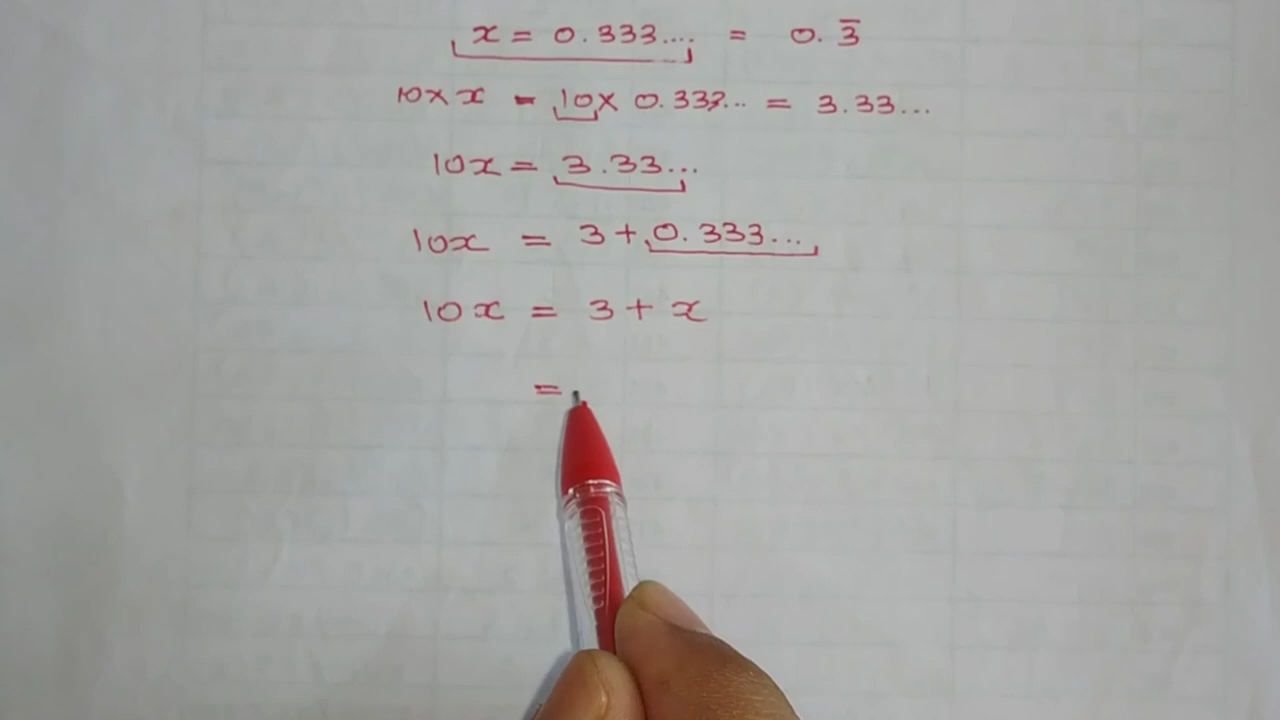 x = 0.333.... = 0.3̅
10 × x = 10 × 0.333... = 3.33...
10x = 3.33...
10x = 3 + 0.333...
10x = 3 + x
=